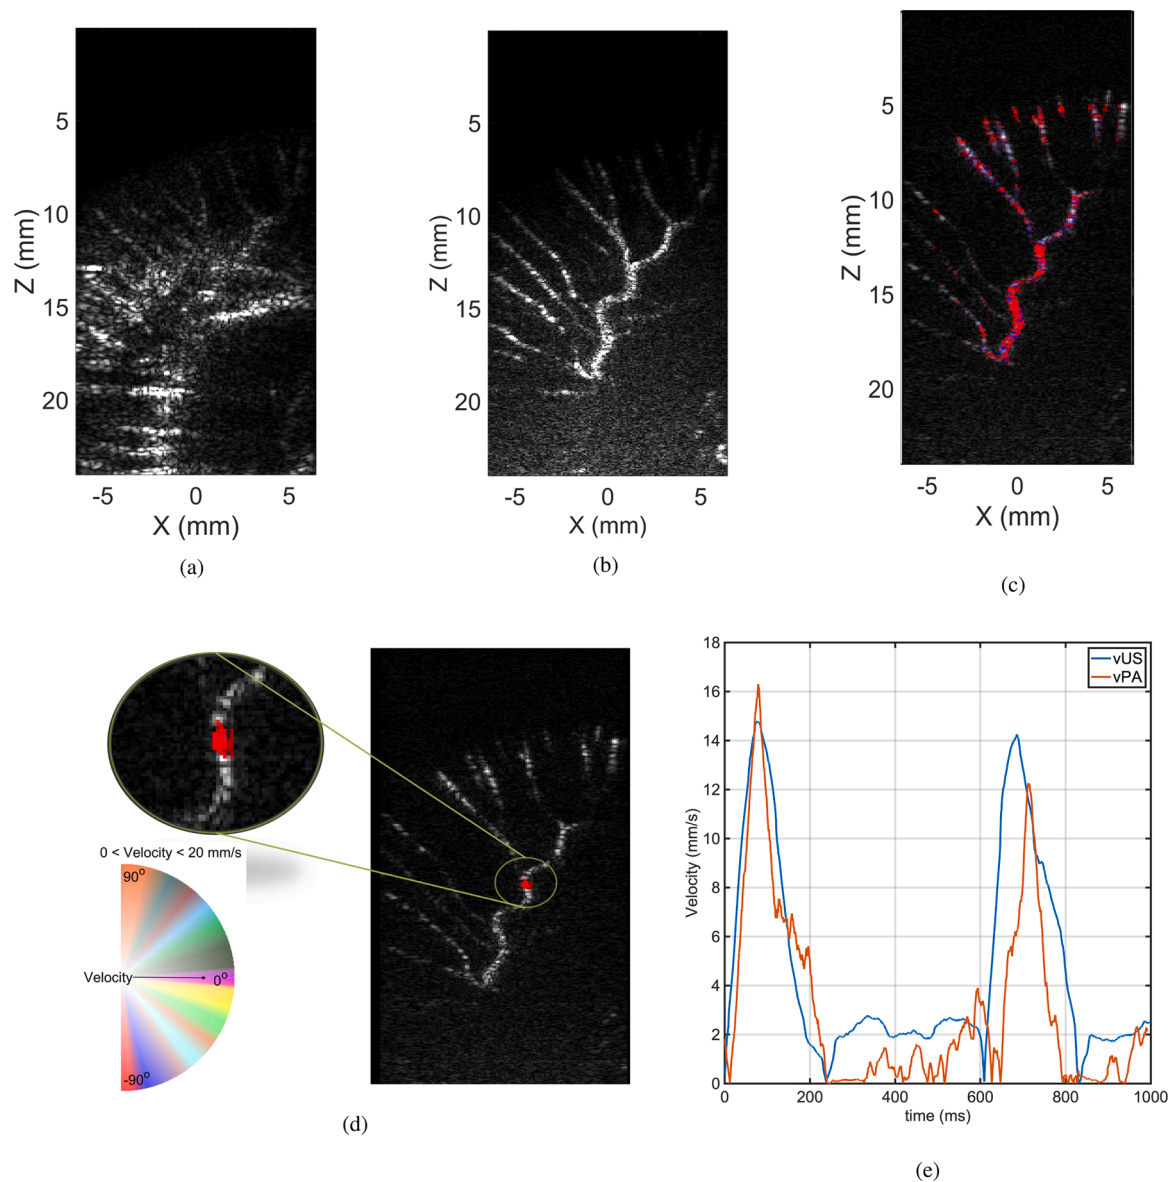 5
10
15
20
Z (mm)
-5 0 5
X (mm)
(a)
5
10
15
20
Z (mm)
-5 0 5
X (mm)
(b)
5
10
15
20
Z (mm)
-5 0 5
X (mm)
(c)
0 < Velocity < 20 mm/s
90°
Velocity
0°
-90°
(d)
18
16
14
12
10
8
6
4
2
0
Velocity (mm/s)
vUS
vPA
0 200 400 600 800 1000
time (ms)
(e)